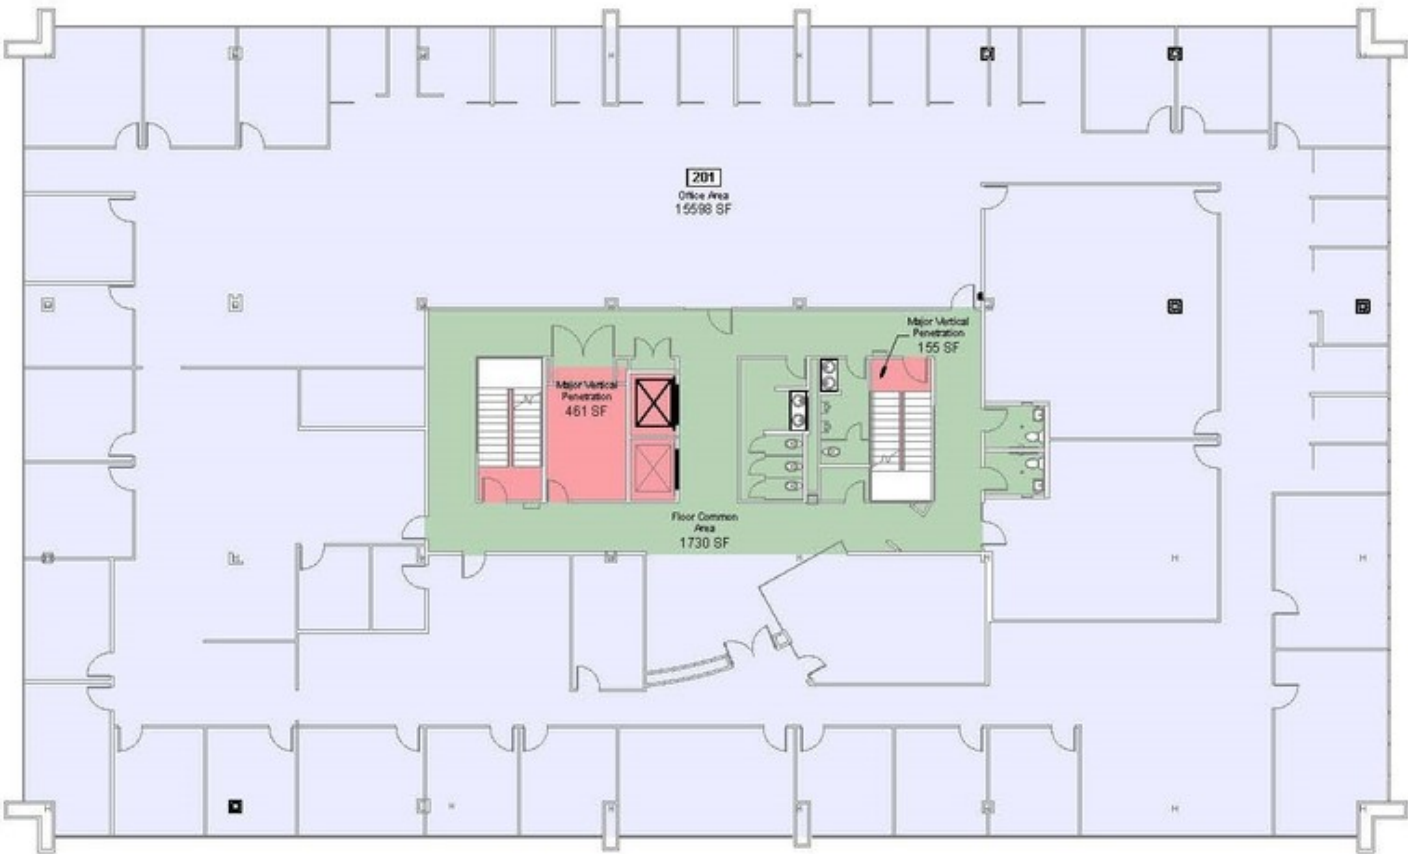 201
Office Area
15598 SF
Major Vertical
Penetration
155 SF
Major Vertical
Penetration
461 SF
Floor Common
Area
1730 SF